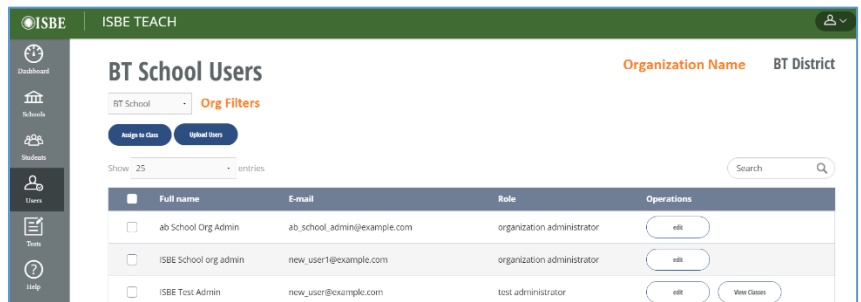 ISBE ISBE TEACH
Dashboard
Schools
Students
Users
Tests
Help
BT School Users
Organization Name BT District
BT School Org Filters
Assign to Class Upload Users
Show 25 entries Search
Full name E-mail Role Operations
ab School Org Admin ab_school_admin@example.com organization administrator edit
ISBE School org admin new_user1@example.com organization administrator edit
ISBE Test Admin new_user@example.com test administrator edit View Classes